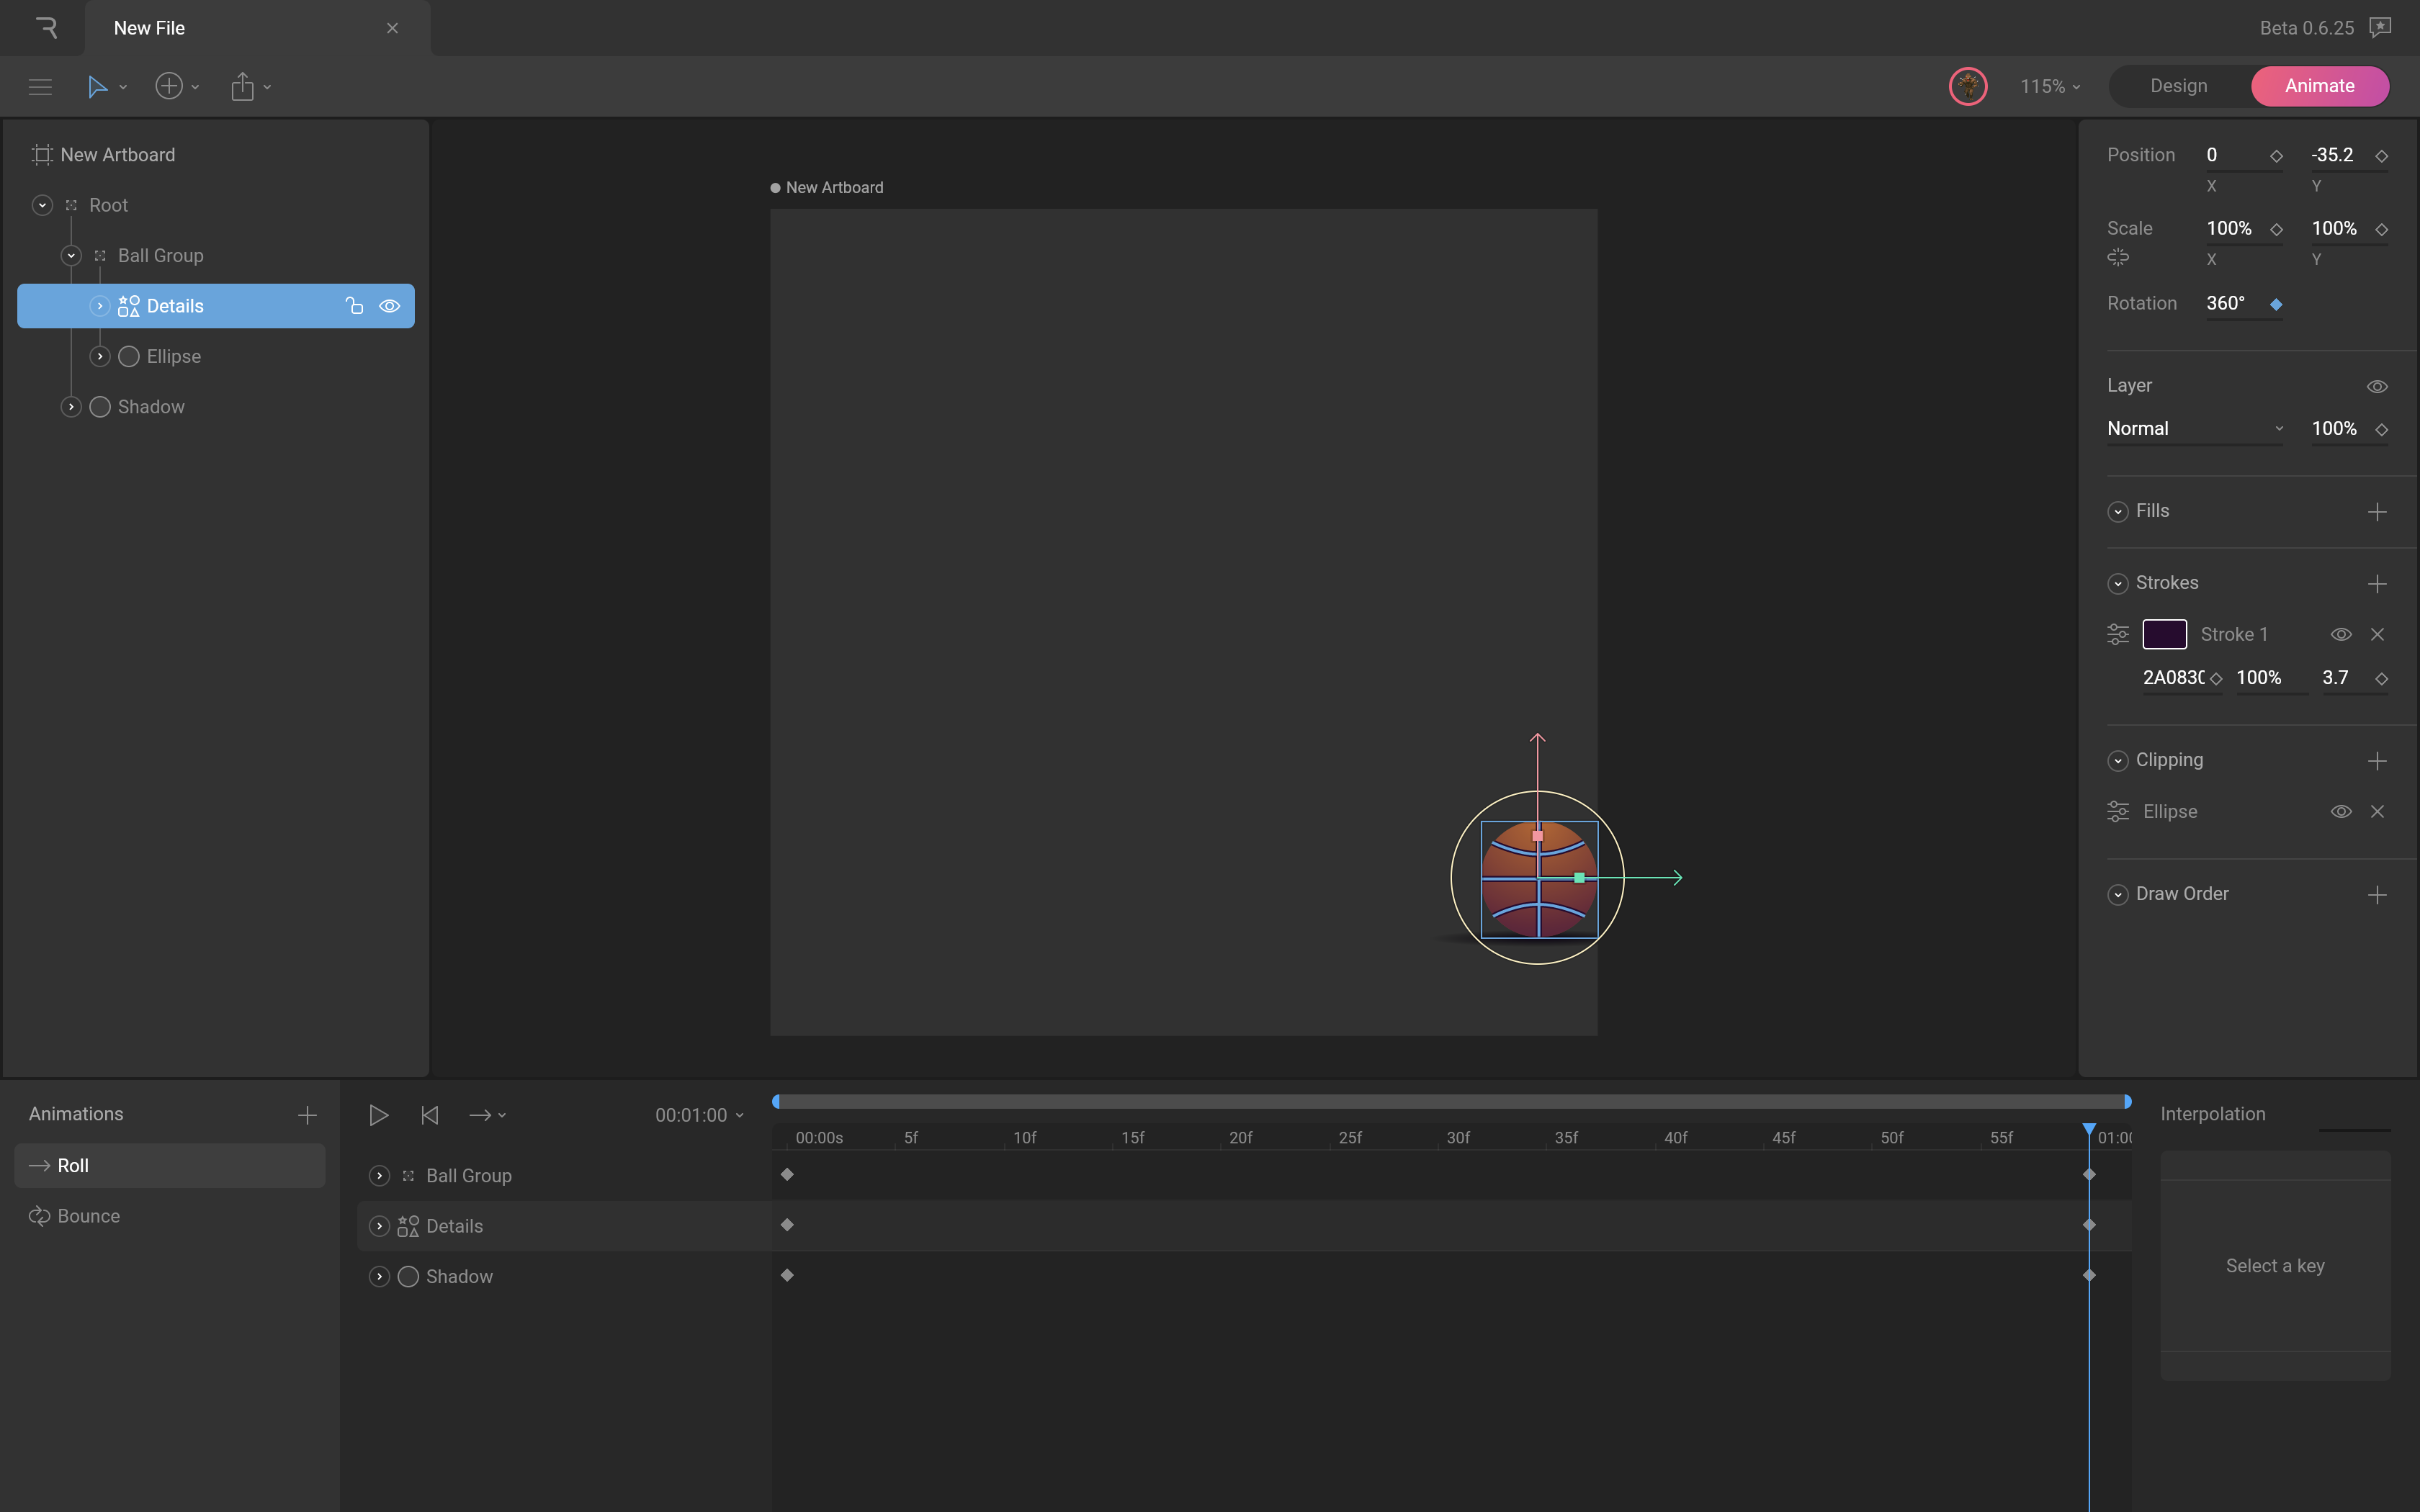 New File
Beta 0.6.25
115%
Design
Animate
New Artboard
Root
Ball Group
Details
Ellipse
Shadow
New Artboard
Position 0 -35.2
X Y
Scale 100% 100%
X Y
Rotation 360°
Layer
Normal 100%
Fills
Strokes
Stroke 1
2A083C 100% 3.7
Clipping
Ellipse
Draw Order
Animations
Roll
Bounce
00:01:00
00:00s 5f 10f 15f 20f 25f 30f 35f 40f 45f 50f 55f 01:00
Ball Group
Details
Shadow
Interpolation
Select a key